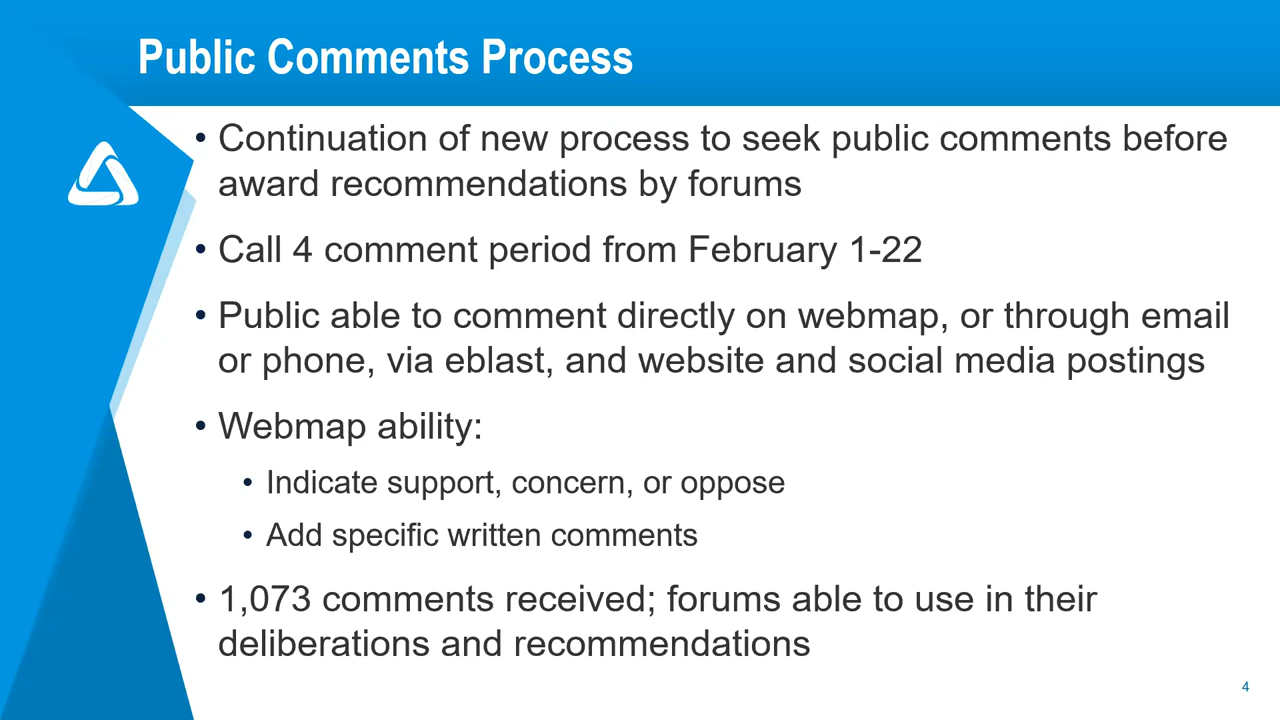 Public Comments Process
• Continuation of new process to seek public comments before
award recommendations by forums
• Call 4 comment period from February 1-22
• Public able to comment directly on webmap, or through email
or phone, via eblast, and website and social media postings
• Webmap ability:
• Indicate support, concern, or oppose
• Add specific written comments
• 1,073 comments received; forums able to use in their
deliberations and recommendations
4